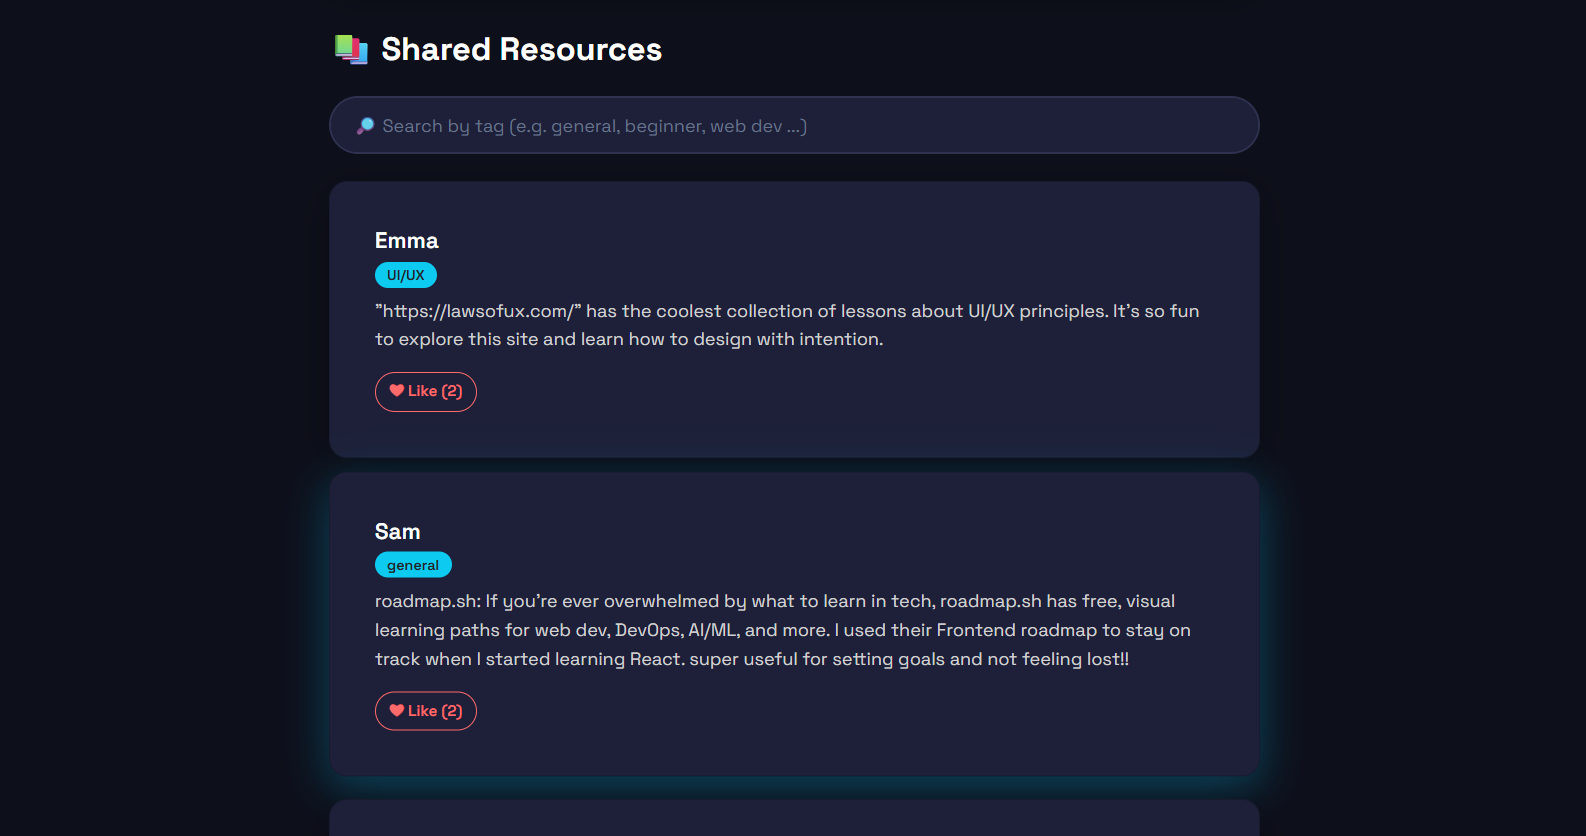 Shared Resources
Search by tag (e.g. general, beginner, web dev ...)
Emma
UI/UX
"https://lawsofux.com/" has the coolest collection of lessons about UI/UX principles. It's so fun
to explore this site and learn how to design with intention.
Like (2)
Sam
general
roadmap.sh: If you're ever overwhelmed by what to learn in tech, roadmap.sh has free, visual
learning paths for web dev, DevOps, AI/ML, and more. I used their Frontend roadmap to stay on
track when I started learning React. super useful for setting goals and not feeling lost!!
Like (2)